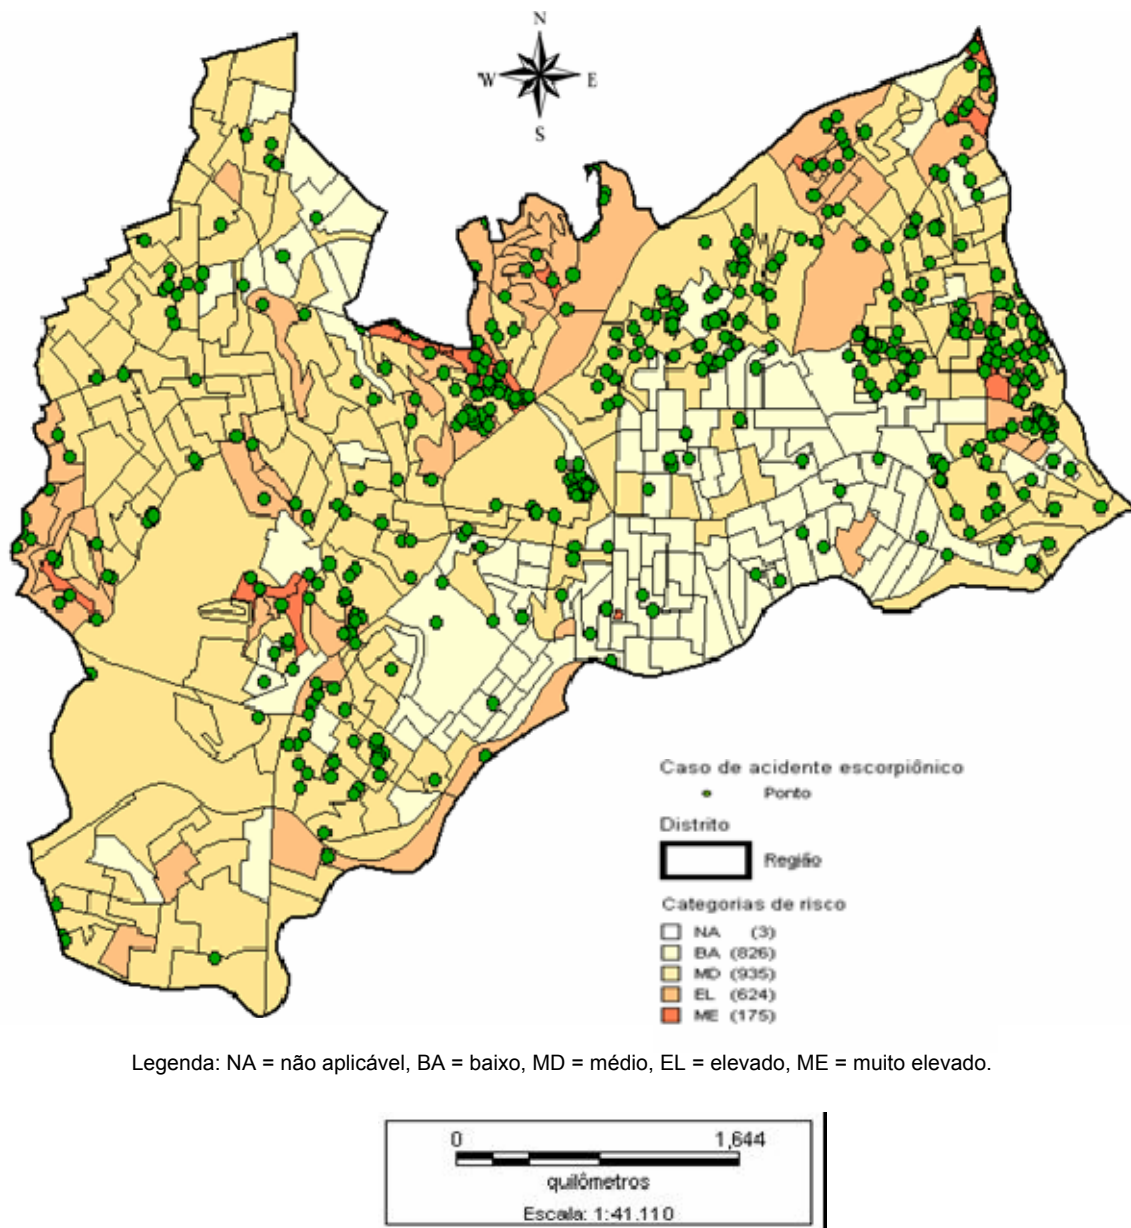 N
W
E
S
Caso de acidente escorpiônico
Ponto
Distrito
Região
Categorias de risco
NA (3)
BA (826)
MD (935)
EL (624)
ME (175)
Legenda: NA = não aplicável, BA = baixo, MD = médio, EL = elevado, ME = muito elevado.
0 1,644
quilômetros
Escala: 1:41.110